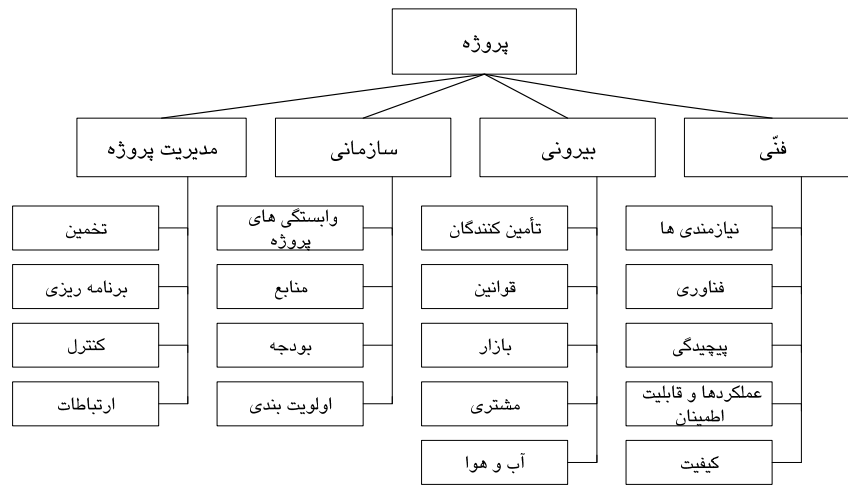 پروژه
فنّی
بیرونی
سازمانی
مدیریت پروژه
نیازمندی ها
فناوری
پیچیدگی
عملکردها و قابلیت
اطمینان
کیفیت
تأمین کنندگان
قوانین
بازار
مشتری
آب و هوا
وابستگی های
پروژه
منابع
بودجه
اولویت بندی
تخمین
برنامه ریزی
کنترل
ارتباطات